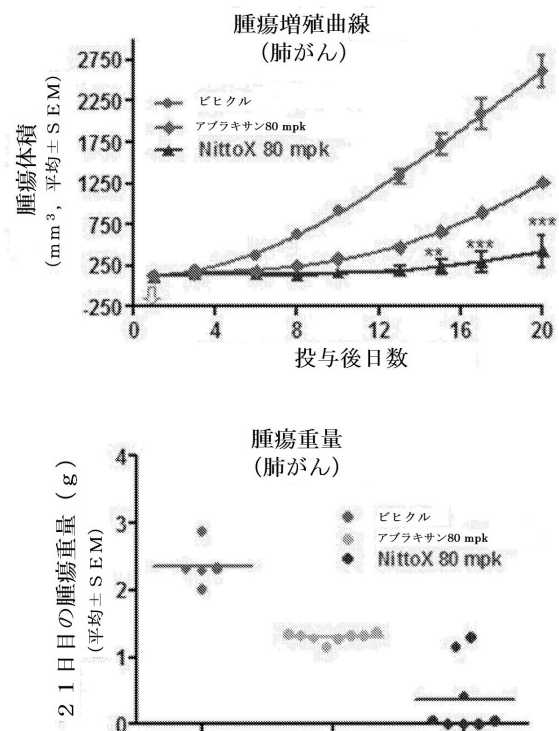 腫瘍増殖曲線
（肺がん）
腫瘍体積
（mm³，平均±ＳＥＭ）
2750
2250
1750
1250
750
250
-250
ビヒクル
アブラキサン80 mpk
NittoX 80 mpk
**
***
***
0 4 8 12 16 20
投与後日数
腫瘍重量
（肺がん）
２１日目の腫瘍重量（ｇ）
（平均±ＳＥＭ）
4
3
2
1
0
ビヒクル
アブラキサン80 mpk
NittoX 80 mpk